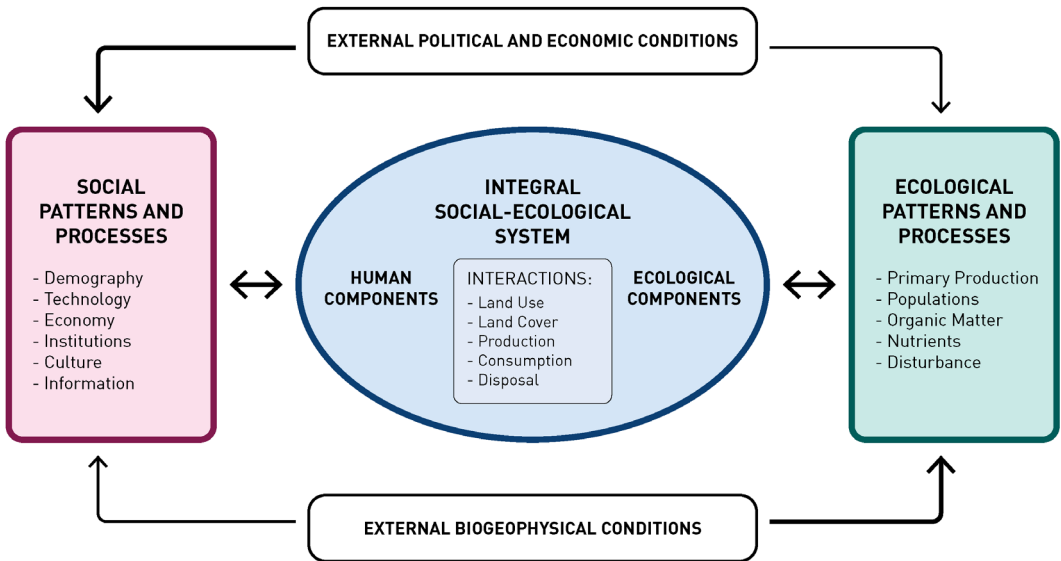 EXTERNAL POLITICAL AND ECONOMIC CONDITIONS
SOCIAL
PATTERNS AND
PROCESSES
- Demography
- Technology
- Economy
- Institutions
- Culture
- Information
INTEGRAL
SOCIAL-ECOLOGICAL
SYSTEM
HUMAN
COMPONENTS
INTERACTIONS:
- Land Use
- Land Cover
- Production
- Consumption
- Disposal
ECOLOGICAL
COMPONENTS
ECOLOGICAL
PATTERNS AND
PROCESSES
- Primary Production
- Populations
- Organic Matter
- Nutrients
- Disturbance
EXTERNAL BIOGEOPHYSICAL CONDITIONS